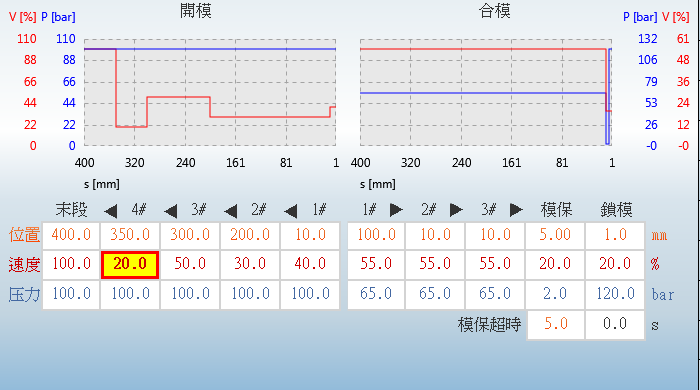 V [%] P [bar] 開模 合模 P [bar] V [%]
110 110 132 61
88 88 106 49
66 66 79 36
44 44 53 24
22 22 26 12
0 0 -0 -0
400 320 240 161 81 1 400 320 240 161 81 1
s [mm] s [mm]
末段 ◀ 4# ◀ 3# ◀ 2# ◀ 1# 1# ▶ 2# ▶ 3# ▶ 模保 鎖模
位置 400.0 350.0 300.0 200.0 10.0 100.0 10.0 10.0 5.00 1.0 mm
速度 100.0 20.0 50.0 30.0 40.0 55.0 55.0 55.0 20.0 20.0 %
压力 100.0 100.0 100.0 100.0 100.0 65.0 65.0 65.0 2.0 120.0 bar
模保超時 5.0 0.0 s